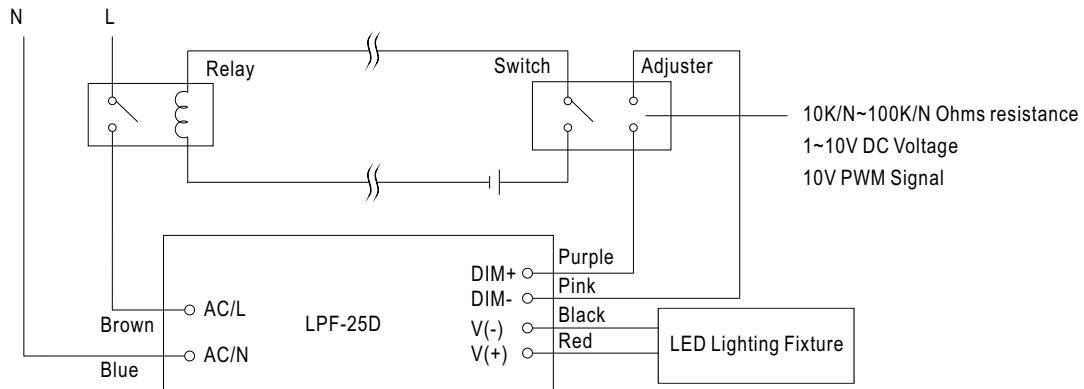 N L
Relay
Switch
Adjuster
10K/N~100K/N Ohms resistance
1~10V DC Voltage
10V PWM Signal
Purple
DIM+
Pink
DIM-
Black
V(-)
Red
V(+)
Brown
AC/L
Blue
AC/N
LPF-25D
LED Lighting Fixture